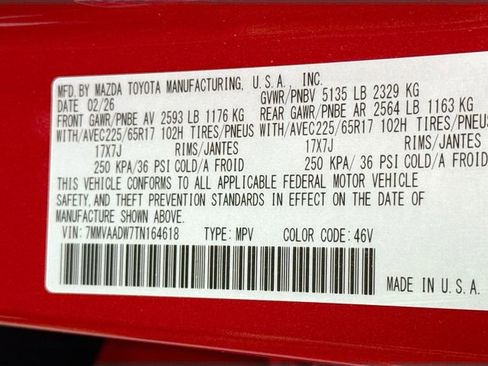 MFD. BY MAZDA TOYOTA MANUFACTURING, U.S.A. INC.
DATE 02/26 GVWR/PNBV 5135 LB 2329 KG
FRONT GAWR/PNBE AV 2593 LB 1176 KG REAR GAWR/PNBE AR 2564 LB 1163 KG
WITH/AVEC225/65R17 102H TIRES/PNEUS WITH/AVEC225/65R17 102H TIRES/PNEUS
17X7J RIMS/JANTES 17X7J RIMS/JANTES
250 KPA/36 PSI COLD/A FROID 250 KPA/ 36 PSI COLD/A FROID
THIS VEHICLE CONFORMS TO ALL APPLICABLE FEDERAL MOTOR VEHICLE
SAFETY, AND THEFT PREVENTION STANDARDS IN EFFECT ON THE DATE OF
MANUFACTURE SHOWN ABOVE.
VIN: 7MMVAADW7TN164618 TYPE: MPV COLOR CODE: 46V
MADE IN U.S.A.